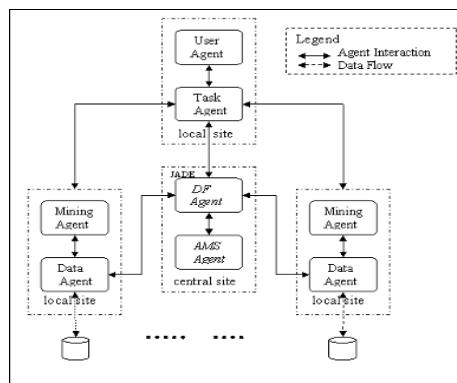 User
Agent
Legend
Agent Interaction
Data Flow
Task
Agent
local site
JADE
DF
Agent
Mining
Agent
Mining
Agent
AMS
Agent
Data
Agent
Data
Agent
local site
central site
local site